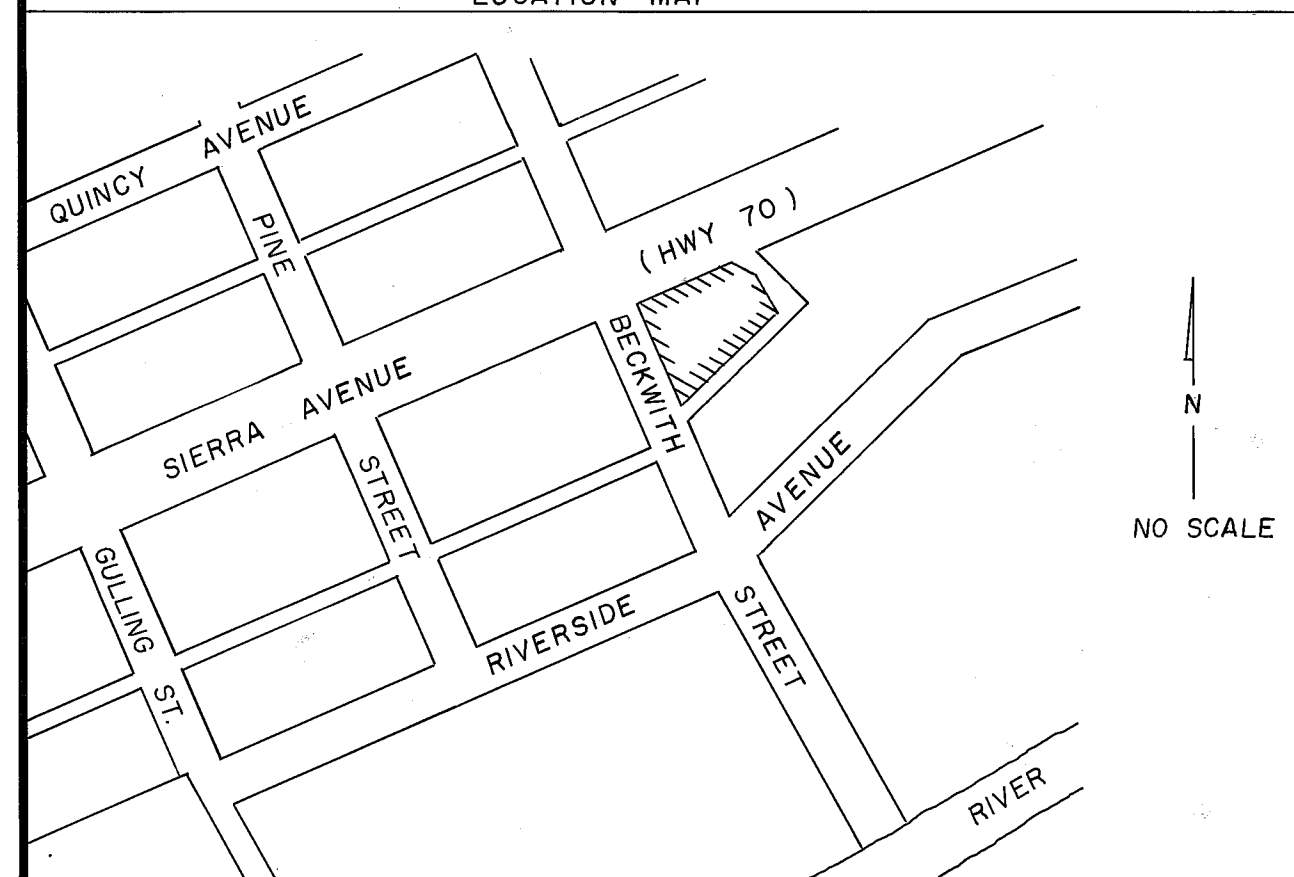 LOCATION MAP
QUINCY AVENUE
PINE STREET
(HWY 70)
SIERRA AVENUE
BECKWITH STREET
GULLING ST.
RIVERSIDE AVENUE
RIVER
N
NO SCALE